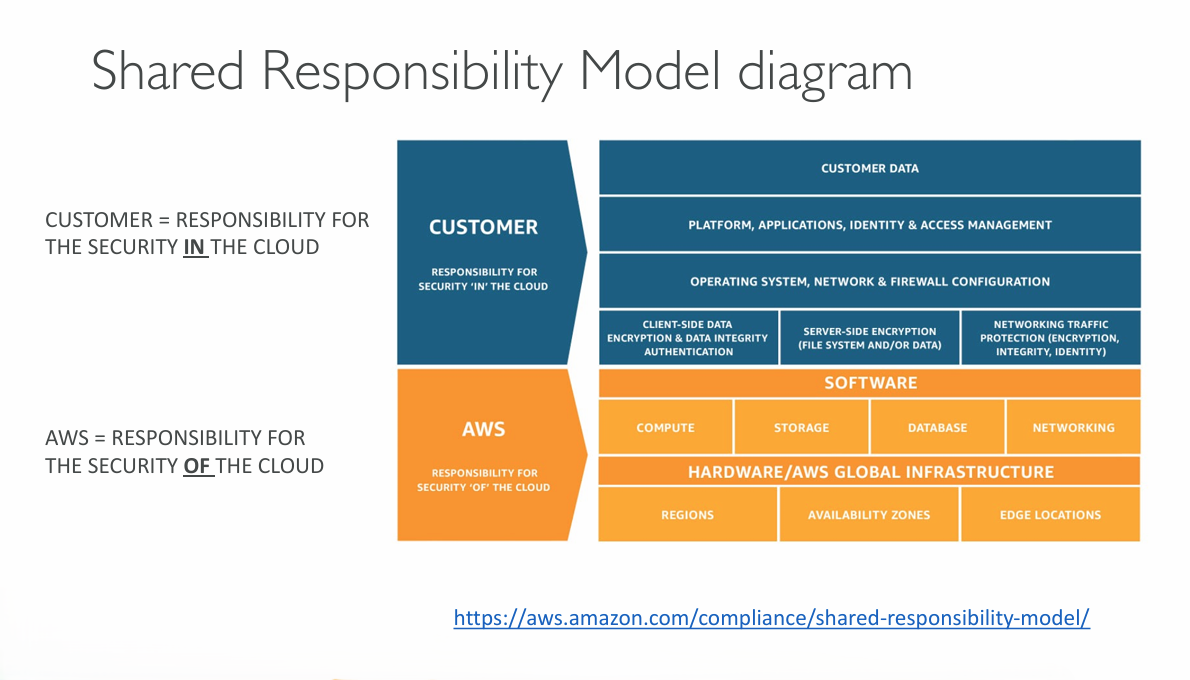 Shared Responsibility Model diagram
CUSTOMER = RESPONSIBILITY FOR
THE SECURITY IN THE CLOUD
CUSTOMER
RESPONSIBILITY FOR
SECURITY ‘IN’ THE CLOUD
CUSTOMER DATA
PLATFORM, APPLICATIONS, IDENTITY & ACCESS MANAGEMENT
OPERATING SYSTEM, NETWORK & FIREWALL CONFIGURATION
CLIENT-SIDE DATA
ENCRYPTION & DATA INTEGRITY
AUTHENTICATION
SERVER-SIDE ENCRYPTION
(FILE SYSTEM AND/OR DATA)
NETWORKING TRAFFIC
PROTECTION (ENCRYPTION,
INTEGRITY, IDENTITY)
AWS = RESPONSIBILITY FOR
THE SECURITY OF THE CLOUD
AWS
RESPONSIBILITY FOR
SECURITY ‘OF’ THE CLOUD
SOFTWARE
COMPUTE
STORAGE
DATABASE
NETWORKING
HARDWARE/AWS GLOBAL INFRASTRUCTURE
REGIONS
AVAILABILITY ZONES
EDGE LOCATIONS
https://aws.amazon.com/compliance/shared-responsibility-model/